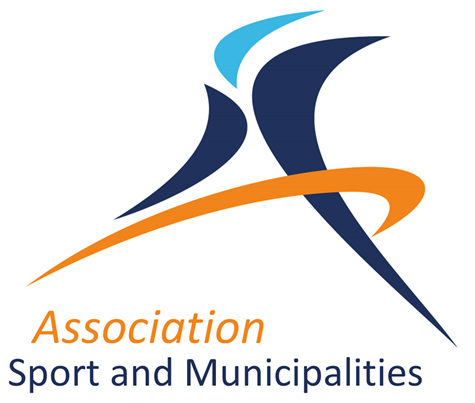 Association
Sport and Municipalities